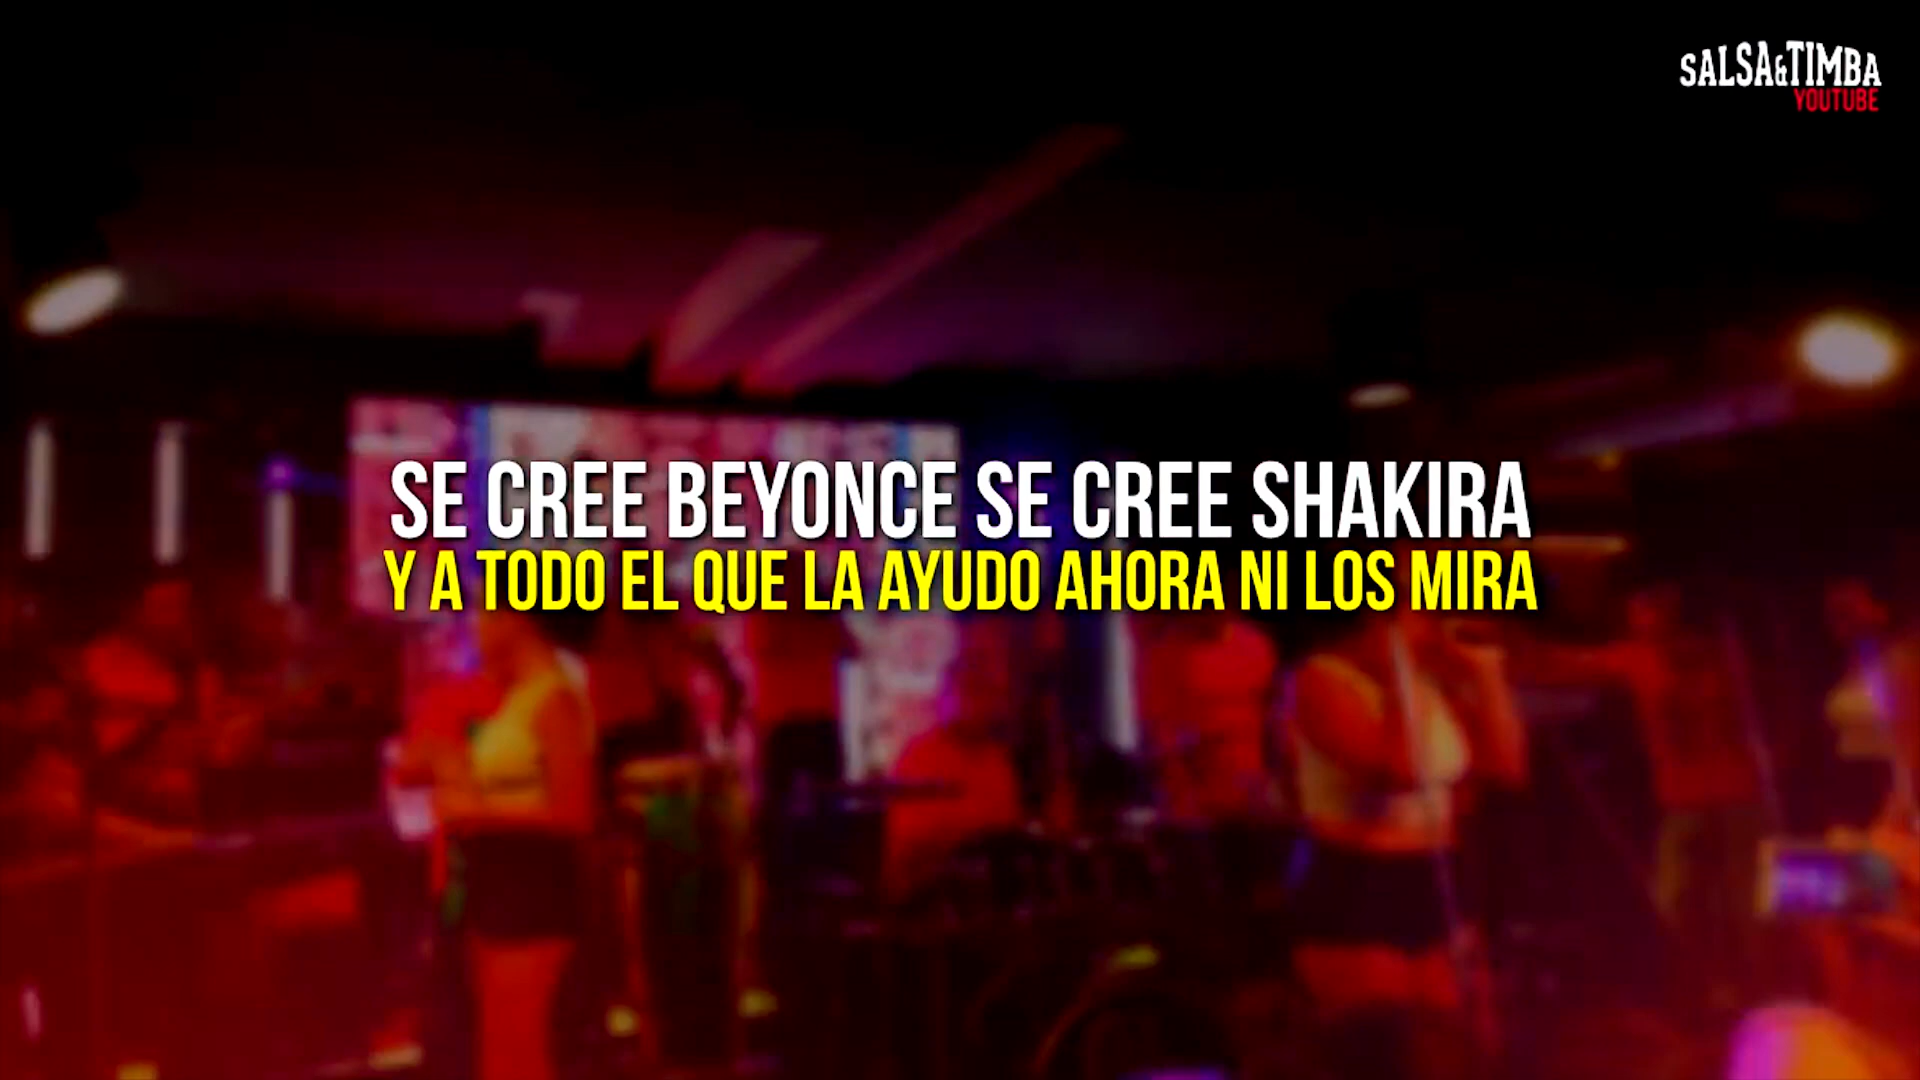 SALSA&TIMBA
YOUTUBE
SE CREE BEYONCE SE CREE SHAKIRA
Y A TODO EL QUE LA AYUDO AHORA NI LOS MIRA